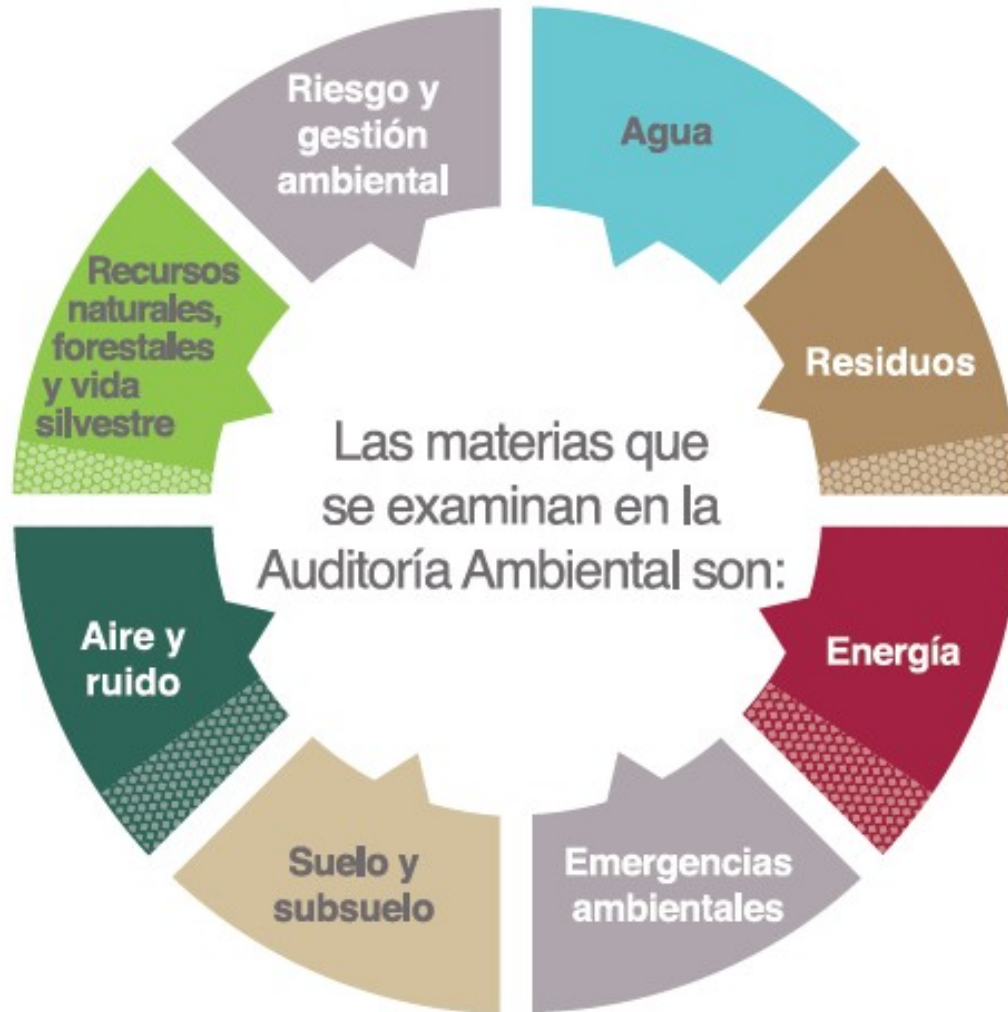 Las materias que
se examinan en la
Auditoría Ambiental son:
Agua
Residuos
Energía
Emergencias
ambientales
Suelo y
subsuelo
Aire y
ruido
Recursos
naturales,
forestales
y vida
silvestre
Riesgo y
gestión
ambiental